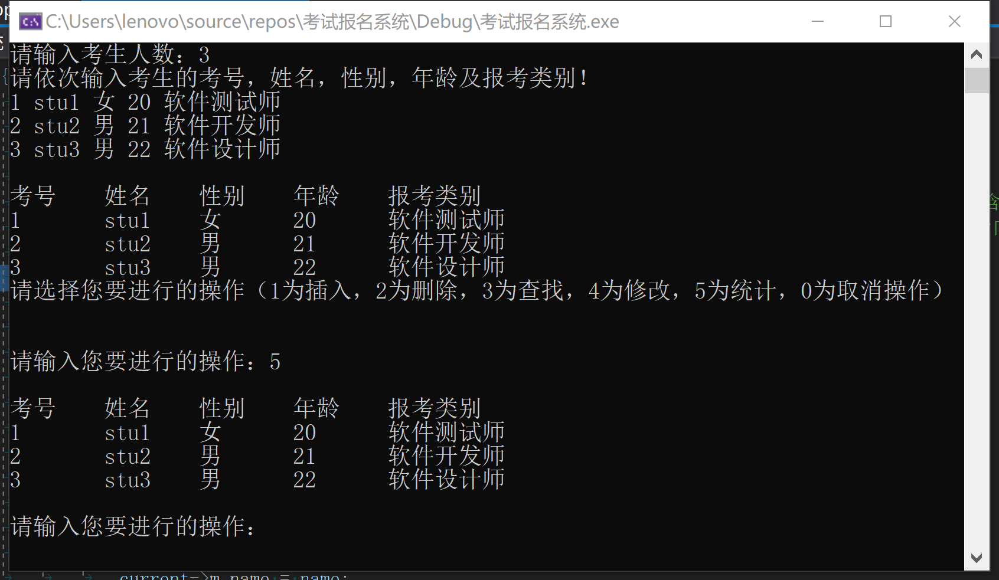 C:\Users\lenovo\source\repos\考试报名系统\Debug\考试报名系统.exe
请输入考生人数：3
请依次输入考生的考号，姓名，性别，年龄及报考类别！
1 stu1 女 20 软件测试师
2 stu2 男 21 软件开发师
3 stu3 男 22 软件设计师
考号 姓名 性别 年龄 报考类别
1 stu1 女 20 软件测试师
2 stu2 男 21 软件开发师
3 stu3 男 22 软件设计师
请选择您要进行的操作（1为插入，2为删除，3为查找，4为修改，5为统计，0为取消操作）
请输入您要进行的操作：5
考号 姓名 性别 年龄 报考类别
1 stu1 女 20 软件测试师
2 stu2 男 21 软件开发师
3 stu3 男 22 软件设计师
请输入您要进行的操作：
current->m_name = name;